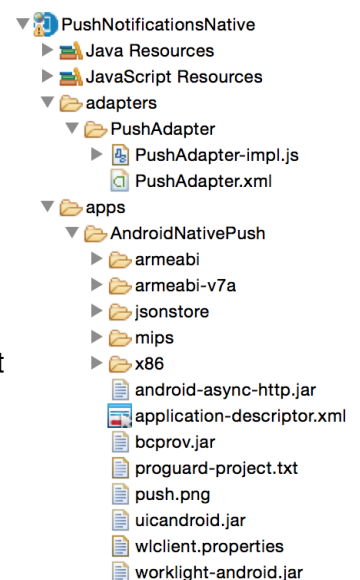 PushNotificationsNative
Java Resources
JavaScript Resources
adapters
PushAdapter
PushAdapter-impl.js
PushAdapter.xml
apps
AndroidNativePush
armeabi
armeabi-v7a
jsonstore
mips
t x86
android-async-http.jar
application-descriptor.xml
bcprov.jar
proguard-project.txt
push.png
uicandroid.jar
wlclient.properties
worklight-android.jar